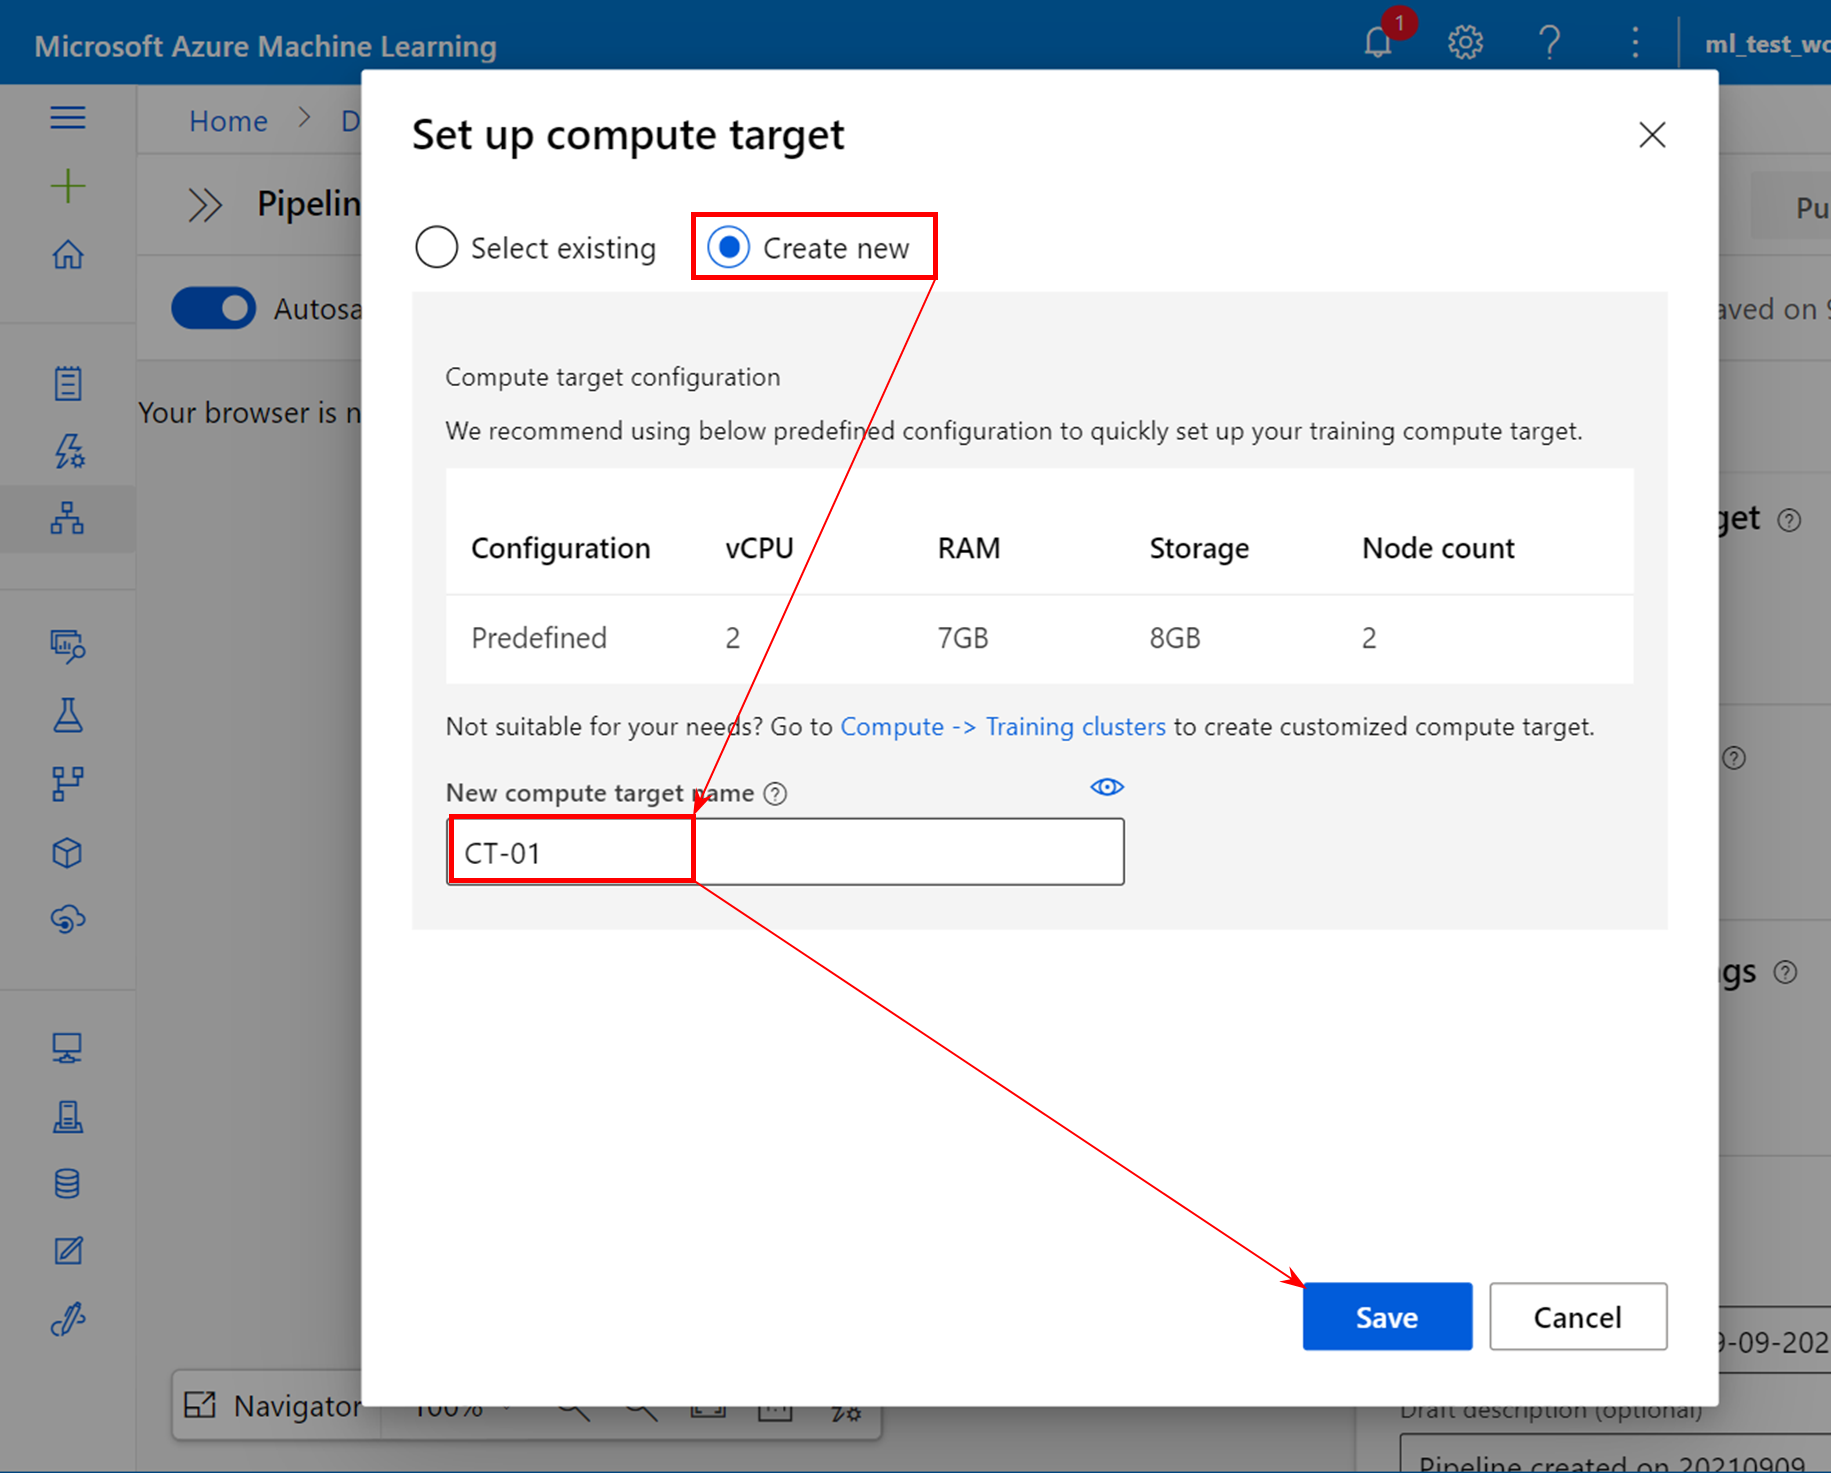 1
Microsoft Azure Machine Learning
ml_test_wo
Home > D
Set up compute target
Pipelin
Pu
Select existing
Create new
Autosa
aved on 9
Compute target configuration
Your browser is n
We recommend using below predefined configuration to quickly set up your training compute target.
get
Configuration vCPU RAM Storage Node count
Predefined 2 7GB 8GB 2
Not suitable for your needs? Go to Compute -> Training clusters to create customized compute target.
New compute target name
CT-01
ngs
Save
Cancel
9-09-202
Navigator
100%
Draft description (optional)
Pipeline created on 20210909